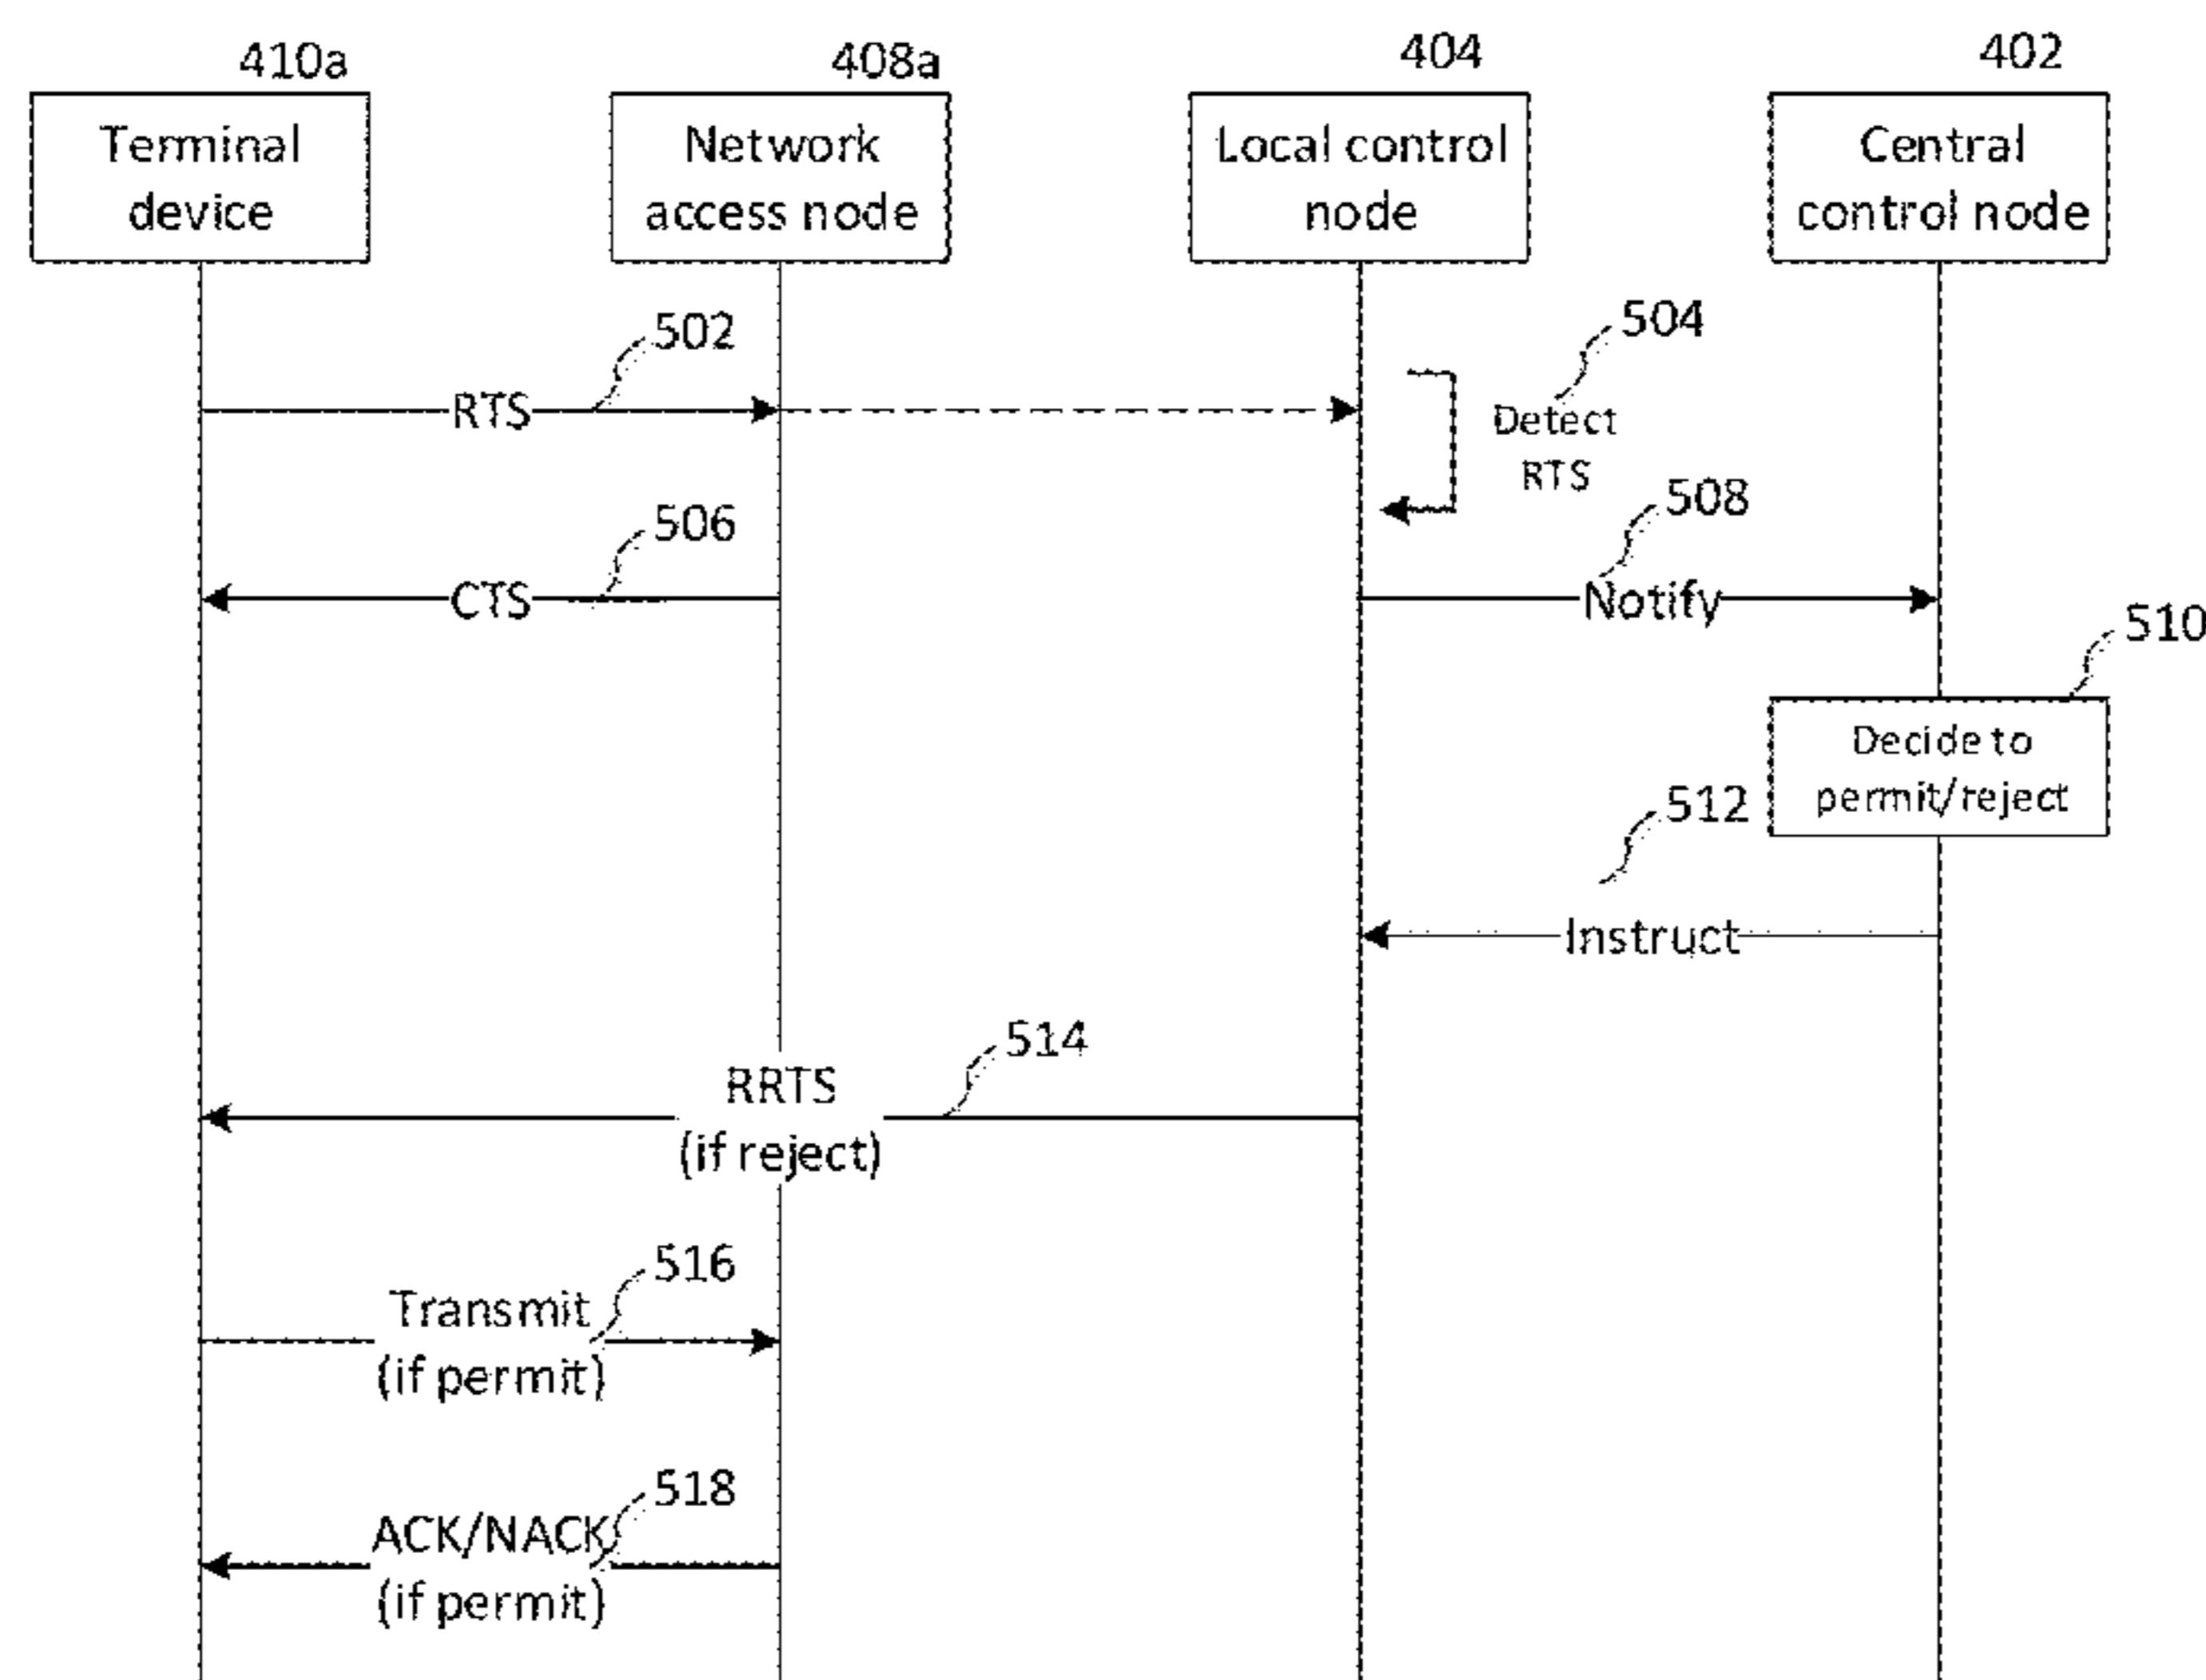 410a
408a
404
402
Terminal
device
Network
access node
Local control
node
Central
control node
502
504
RTS
Detect
RTS
506
508
CTS
Notify
510
Decide to
permit/reject
512
Instruct
514
RRTS
(if reject)
516
Transmit
(if permit)
518
ACK/NACK
(if permit)